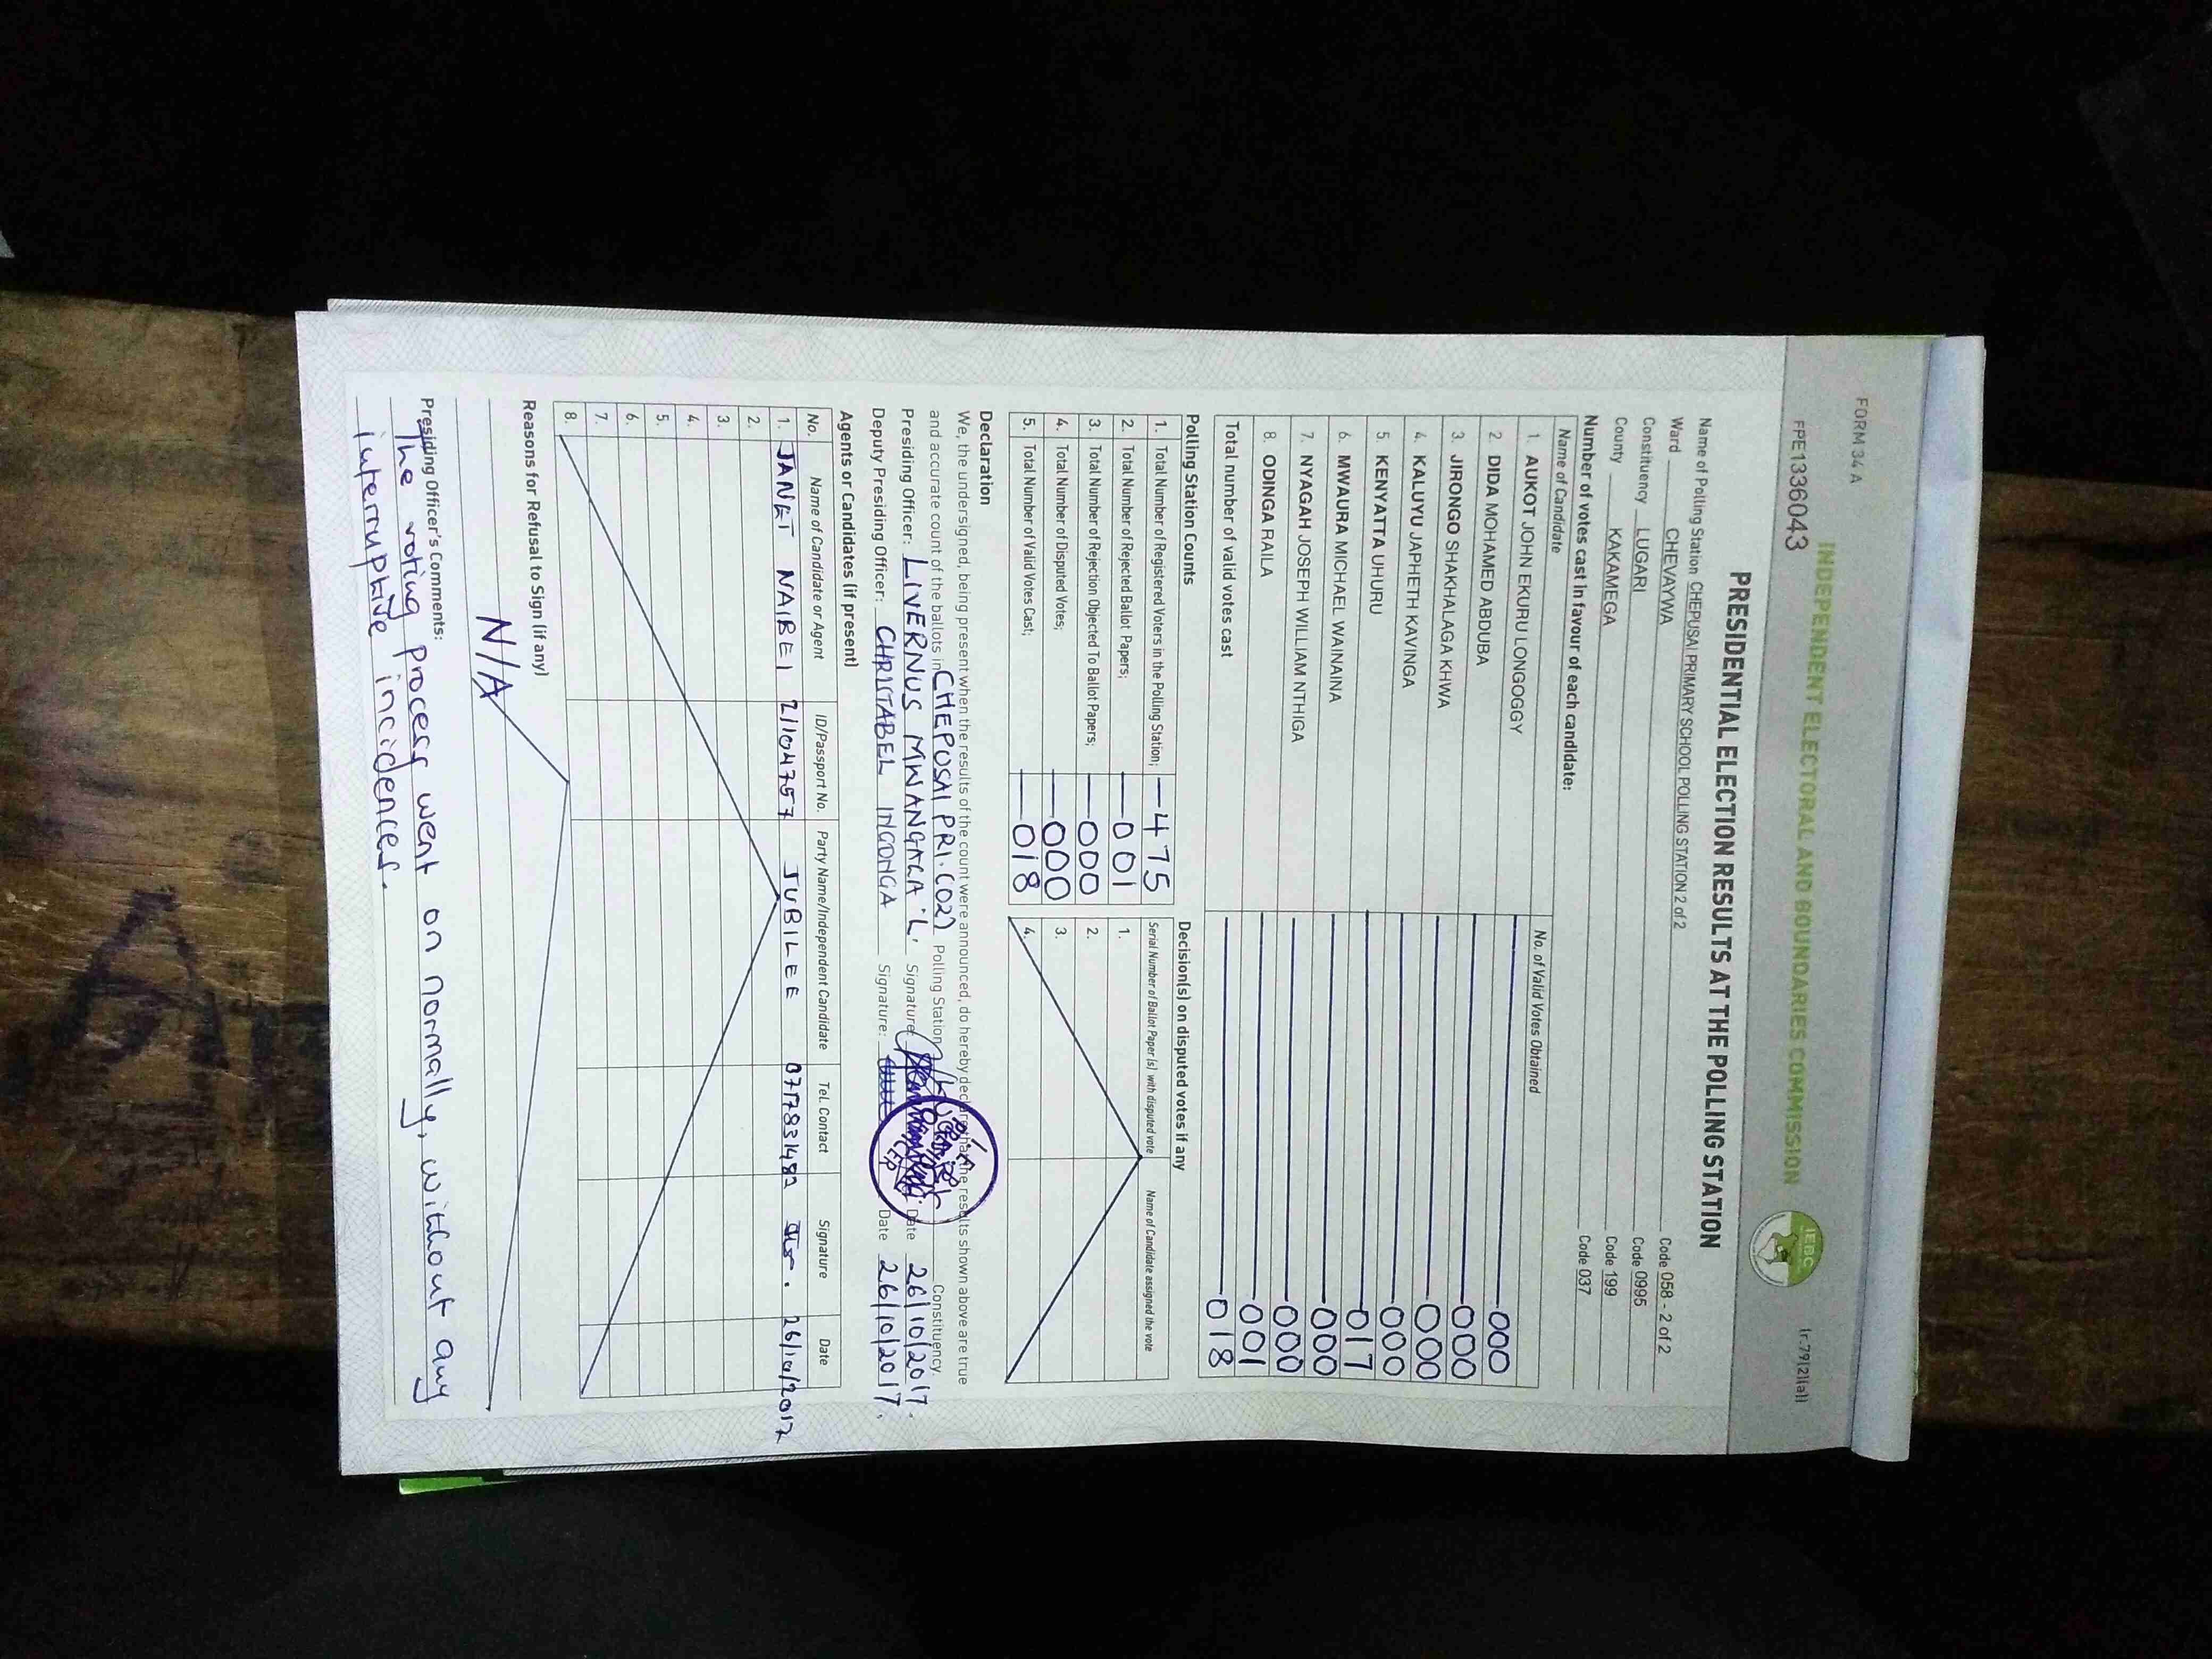 FORM 34 A
Ir.79(2)(a))
FPE1336043
INDEPENDENT ELECTORAL AND BOUNDARIES COMMISSION
IEBC
PRESIDENTIAL ELECTION RESULTS AT THE POLLING STATION
Name of Polling Station CHEPUSAI PRIMARY SCHOOL POLLING STATION 2 of 2 Code 058 - 2 of 2
Ward CHEVAYWA Code 0995
Constituency LUGARI Code 199
County KAKAMEGA Code 037
Number of votes cast in favour of each candidate:
Name of Candidate No. of Valid Votes Obtained
1. AUKOT JOHN EKURU LONGOGGY 000
2. DIDA MOHAMED ABDUBA 000
3. JIRONGO SHAKHALAGA KHWA 000
4. KALUYU JAPHETH KAVINGA 000
5. KENYATTA UHURU 017
6. MWAURA MICHAEL WAINAINA 000
7. NYAGAH JOSEPH WILLIAM NTHIGA 000
8. ODINGA RAILA 001
Total number of valid votes cast 018
Polling Station Counts
1. Total Number of Registered Voters in the Polling Station; 475
2. Total Number of Rejected Ballot Papers; 001
3 Total Number of Rejection Objected To Ballot Papers; 000
4. Total Number of Disputed Votes; 000
5. Total Number of Valid Votes Cast; 018
Decision(s) on disputed votes if any
Serial Number of Ballot Paper (s) with disputed vote Name of Candidate assigned the vote
1.
2.
3.
4.
Declaration
We, the undersigned, being present when the results of the count were announced, do hereby declare that the results shown above are true
and accurate count of the ballots in CHEPUSAI PRI. (02) Polling Station Constituency.
Presiding Officer: LIVERNUS MWANGALA 'L. Signature Date 26/10/2017.
Deputy Presiding Officer: CHRISTABEL INGONGA Signature: Date 26/10/2017.
Agents or Candidates (if present)
No. Name of Candidate or Agent ID/Passport No. Party Name/Independent Candidate Tel. Contact Signature Date
1. JANET NAIBEI 21104757 JUBILEE 0717831482 26/10/2017
2.
3.
4.
5.
6.
7.
8.
Reasons for Refusal to Sign (if any)
N/A
Presiding Officer's Comments:
The voting process went on normally, without any
interruptive incidences.